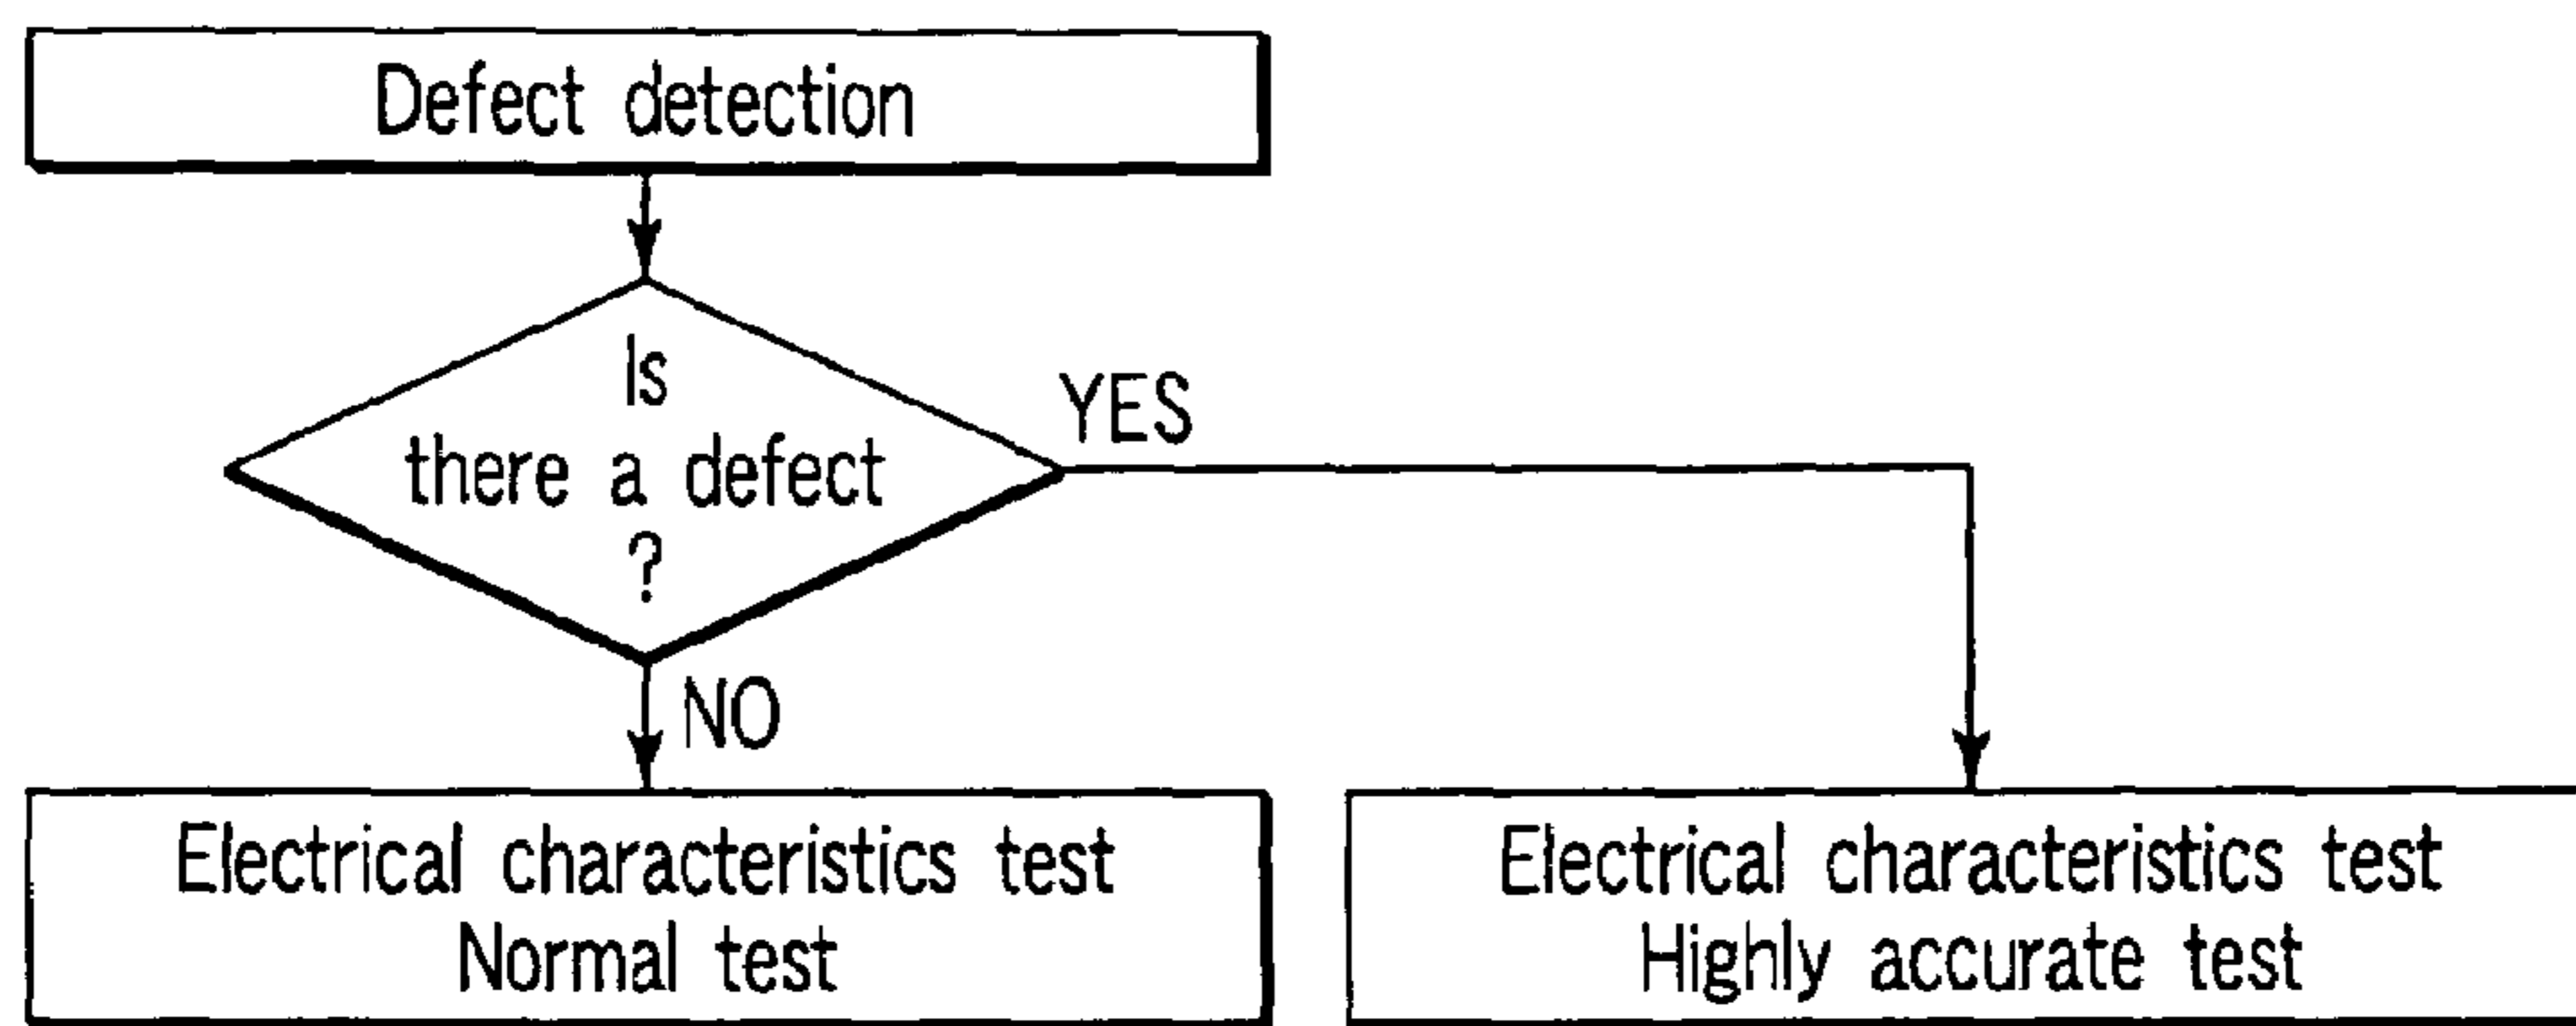 Defect detection
Is
there a defect
?
YES
NO
Electrical characteristics test
Normal test
Electrical characteristics test
Highly accurate test